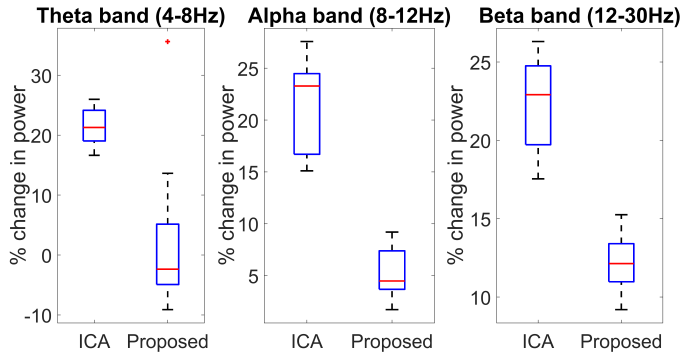 Theta band (4-8Hz)
Alpha band (8-12Hz)
Beta band (12-30Hz)
% change in power
30
20
10
0
-10
ICA
Proposed
% change in power
25
20
15
10
5
ICA
Proposed
% change in power
25
20
15
10
ICA
Proposed